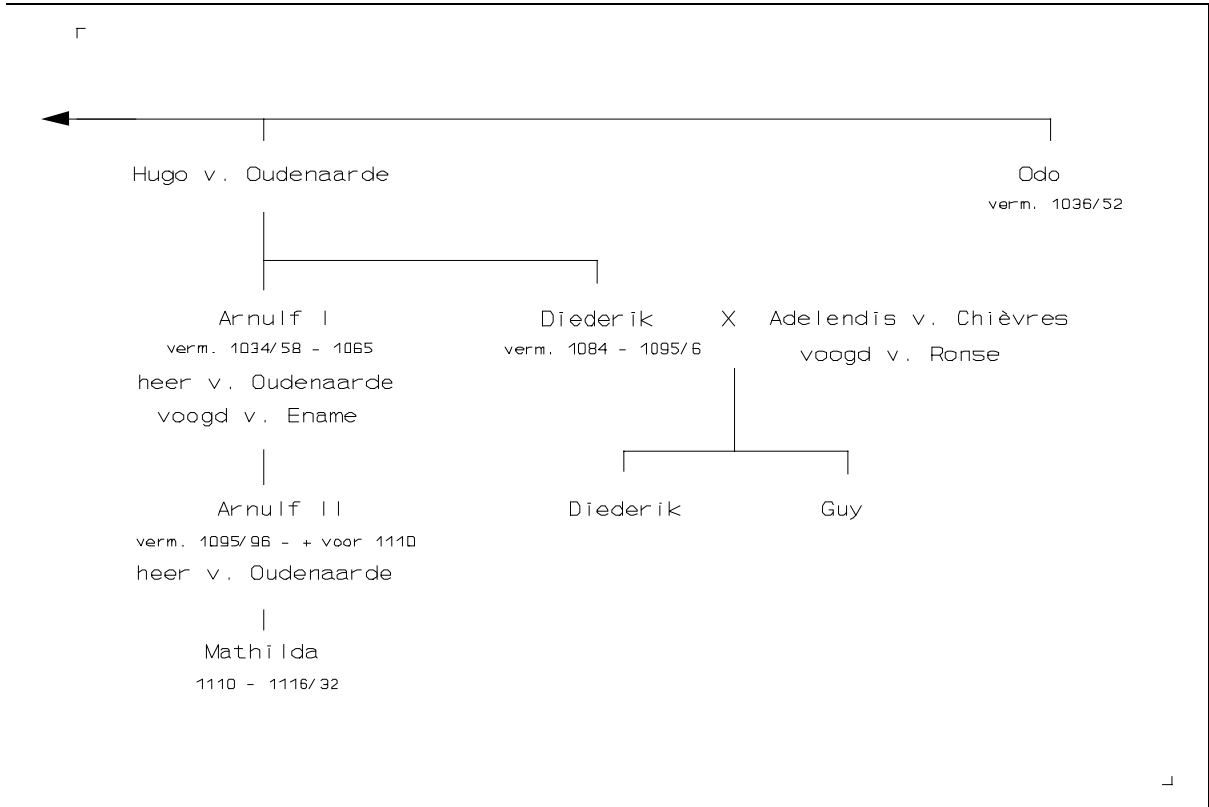 Hugo v. Oudenaarde
Odo
verm. 1036/52
Arnulf I
verm. 1034/58 - 1065
heer v. Oudenaarde
voogd v. Ename
Diederik X Adelendis v. Chièvres
verm. 1084 - 1095/6
voogd v. Ronse
Arnulf II
verm. 1095/96 - + voor 1110
heer v. Oudenaarde
Diederik
Guy
Mathilda
1110 - 1116/32